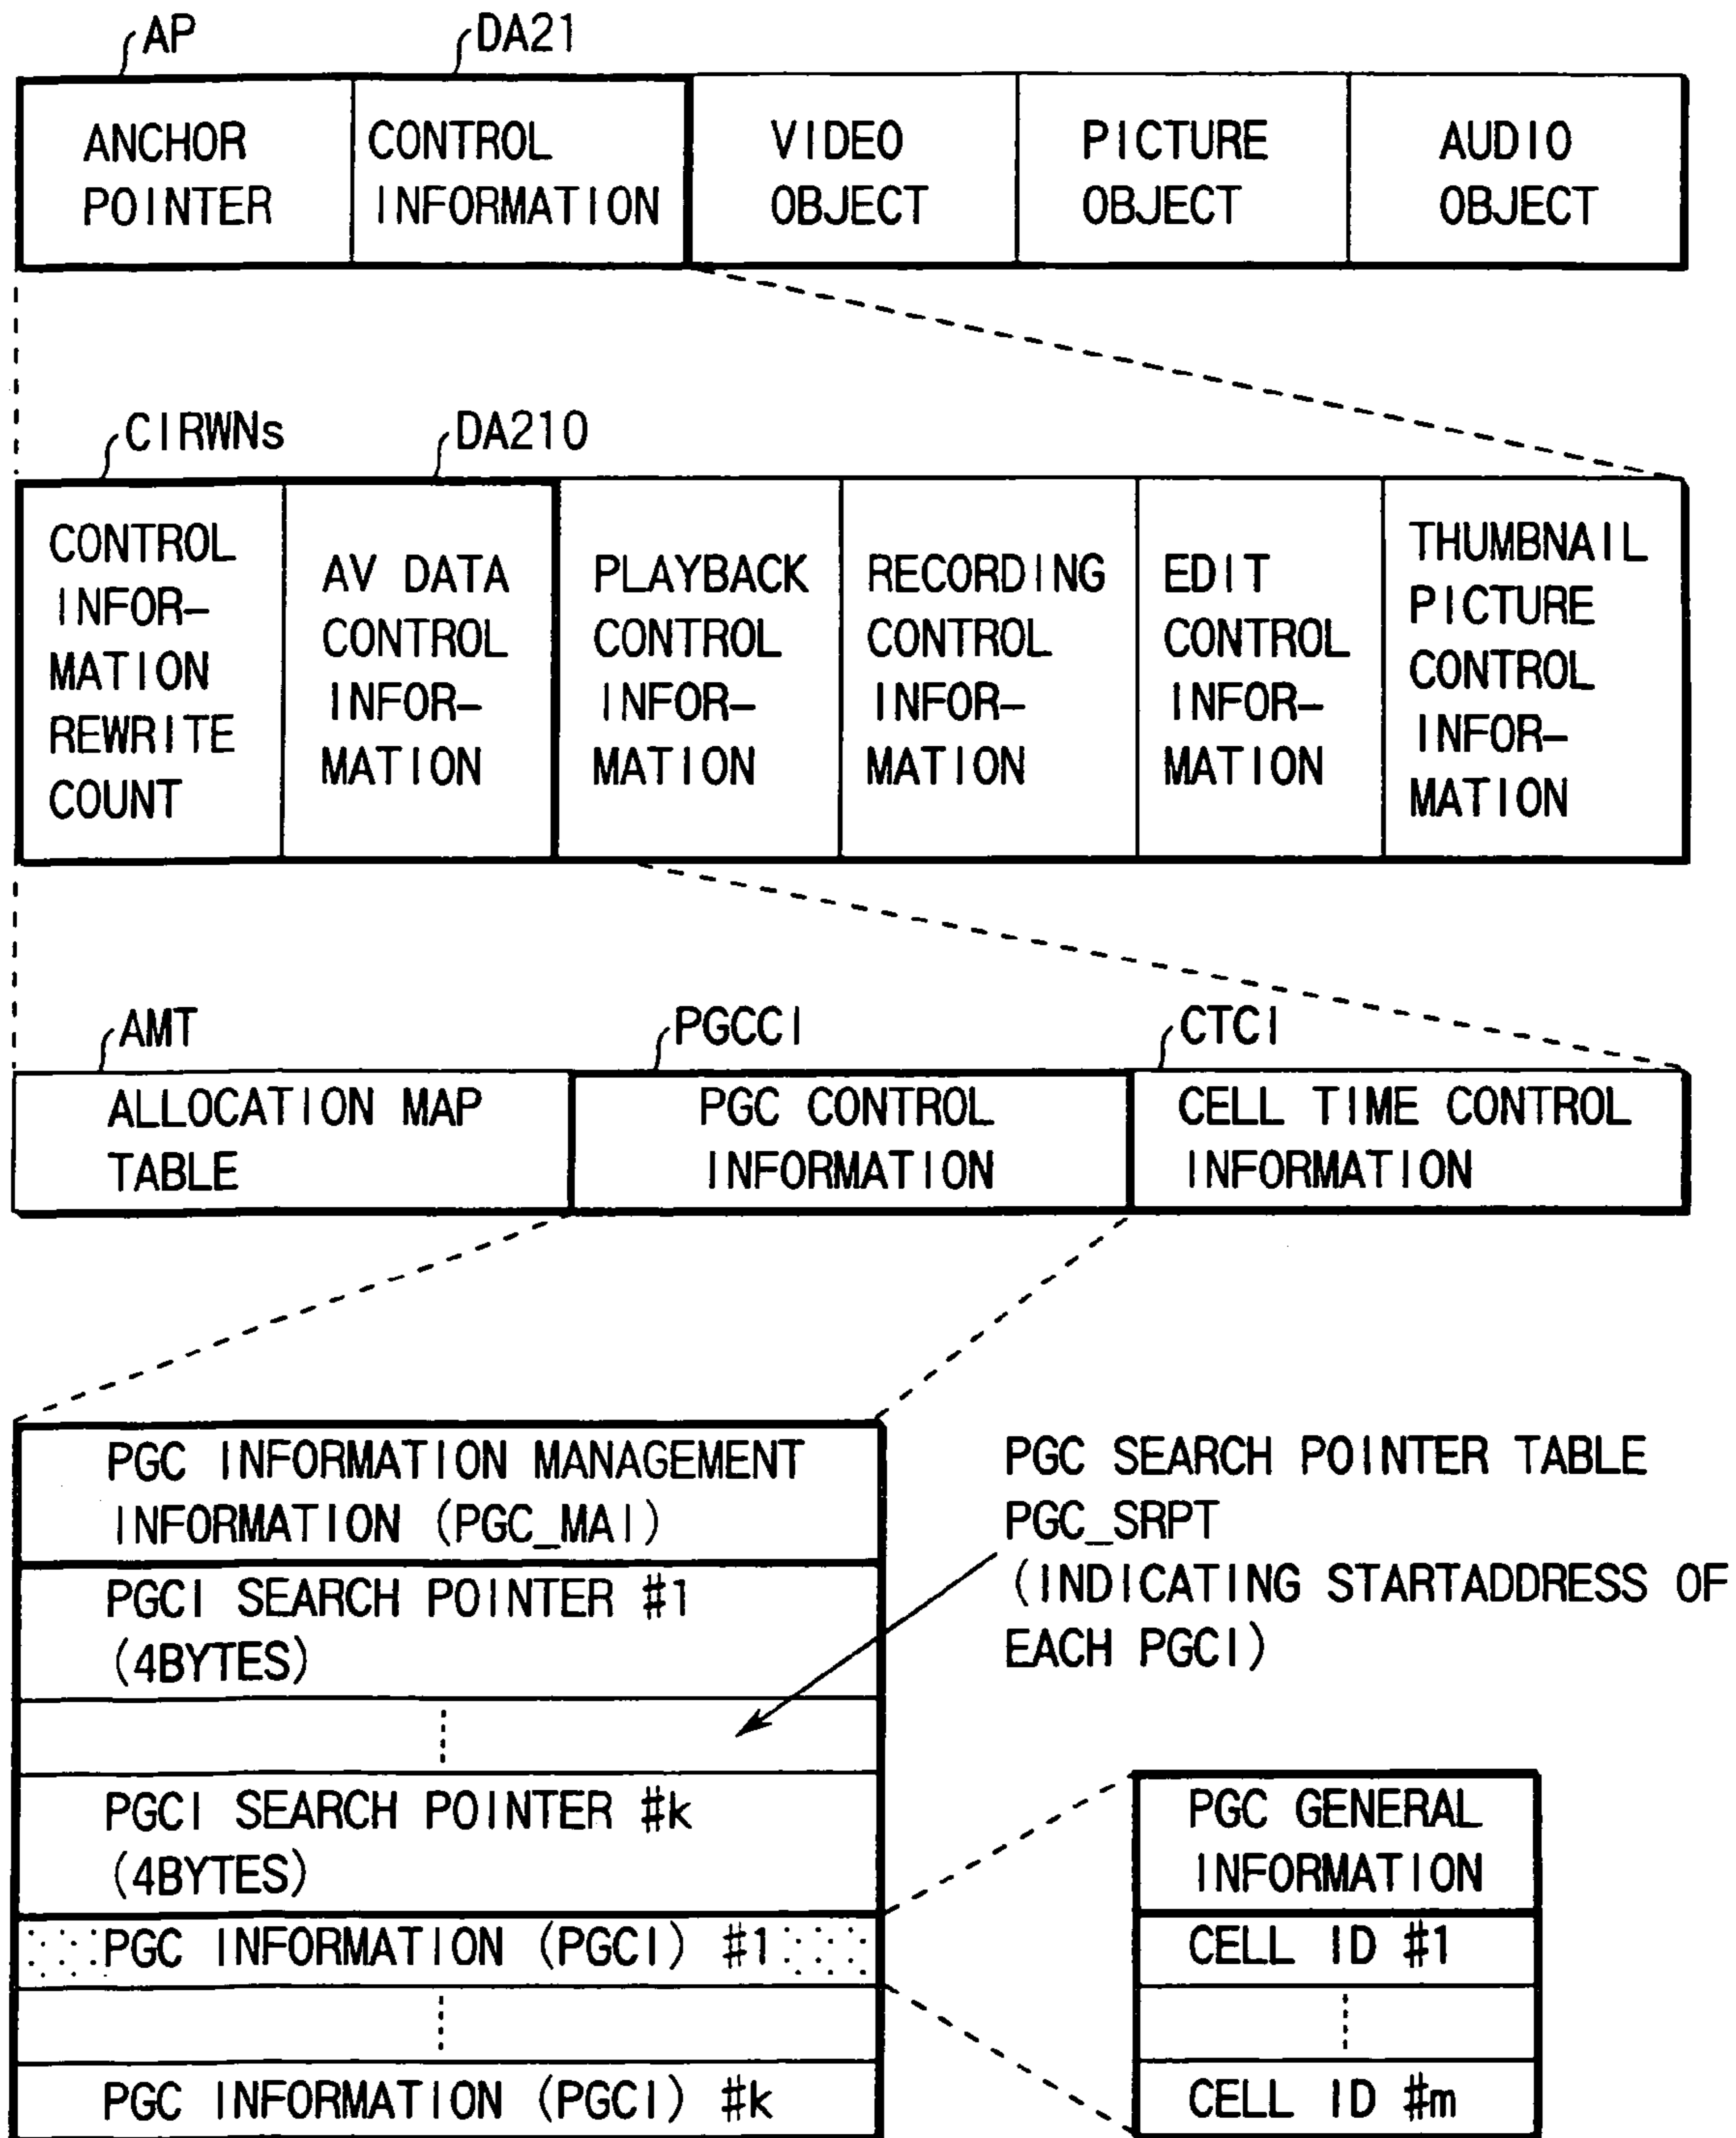 AP
DA21
ANCHOR
POINTER
CONTROL
INFORMATION
VIDEO
OBJECT
PICTURE
OBJECT
AUDIO
OBJECT
CIRWNs
DA210
CONTROL
INFOR-
MATION
REWRITE
COUNT
AV DATA
CONTROL
INFOR-
MATION
PLAYBACK
CONTROL
INFOR-
MATION
RECORDING
CONTROL
INFOR-
MATION
EDIT
CONTROL
INFOR-
MATION
THUMBNAIL
PICTURE
CONTROL
INFOR-
MATION
AMT
PGCCI
CTCI
ALLOCATION MAP
TABLE
PGC CONTROL
INFORMATION
CELL TIME CONTROL
INFORMATION
PGC INFORMATION MANAGEMENT
INFORMATION (PGC_MAI)
PGCI SEARCH POINTER #1
(4BYTES)
PGCI SEARCH POINTER #k
(4BYTES)
PGC INFORMATION (PGCI) #1
PGC INFORMATION (PGCI) #k
PGC SEARCH POINTER TABLE
PGC_SRPT
(INDICATING STARTADDRESS OF
EACH PGCI)
PGC GENERAL
INFORMATION
CELL ID #1
CELL ID #m